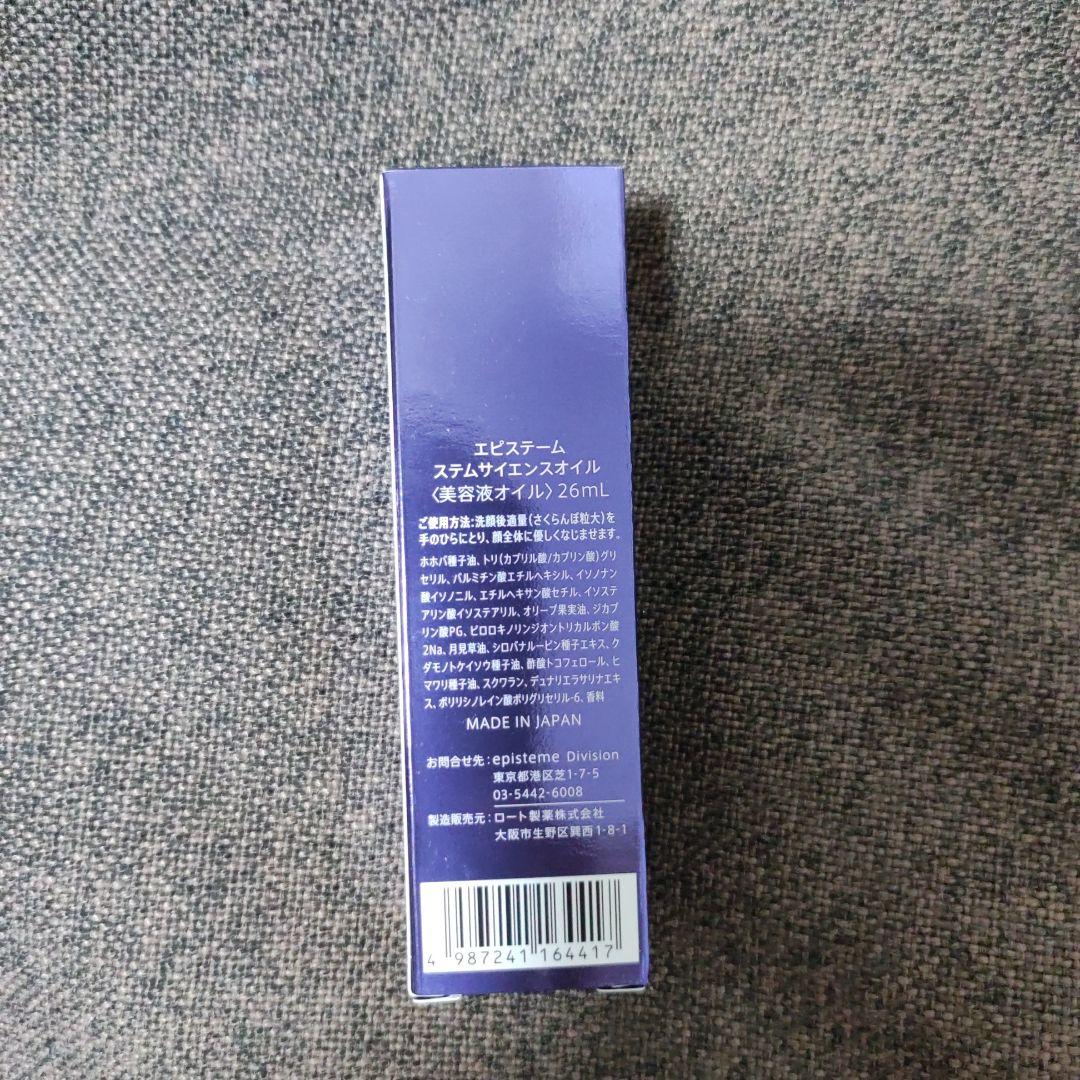 エピステーム
ステムサイエンスオイル
〈美容液オイル〉26mL
ご使用方法:洗顔後適量(さくらんぼ粒大)を
手のひらにとり、顔全体に優しくなじませます。
ホホバ種子油、トリ(カプリル酸/カプリン酸)グリ
セリル、パルミチン酸エチルヘキシル、イソノナン
酸イソノニル、エチルヘキサン酸セチル、イソステ
アリン酸イソステアリル、オリーブ果実油、ジカプ
リン酸PG、ピロロキノリンジオントリカルボン酸
2Na、月見草油、シロバナルーピン種子エキス、ク
ダモノトケイソウ種子油、酢酸トコフェロール、ヒ
マワリ種子油、スクワラン、デュナリエラサリナエキ
ス、ポリリシノレイン酸ポリグリセリル-6、香料
MADE IN JAPAN
お問合せ先:episteme Division
東京都港区芝1-7-5
03-5442-6008
製造販売元:ロート製薬株式会社
大阪市生野区巽西1-8-1
4 987241 164417